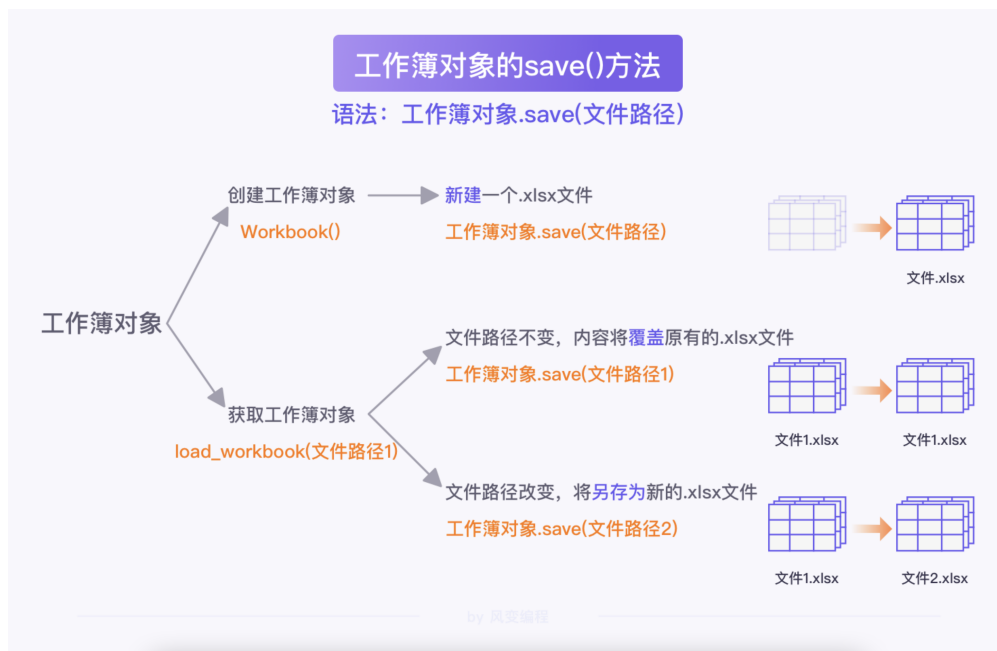 工作簿对象的save()方法
语法：工作簿对象.save(文件路径)
创建工作簿对象
新建一个.xlsx文件
Workbook()
工作簿对象.save(文件路径)
文件.xlsx
工作簿对象
文件路径不变，内容将覆盖原有的.xlsx文件
工作簿对象.save(文件路径1)
获取工作簿对象
load_workbook(文件路径1)
文件1.xlsx
文件1.xlsx
文件路径改变，将另存为新的.xlsx文件
工作簿对象.save(文件路径2)
文件1.xlsx
文件2.xlsx
by 风变编程